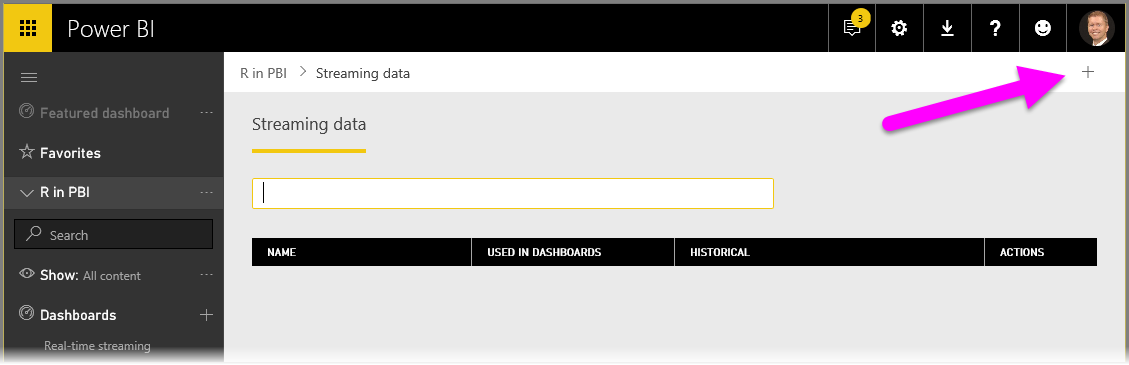 Power BI
3
?
Featured dashboard ...
Favorites
R in PBI ...
Search
Show: All content ...
Dashboards
Real-time streaming
R in PBI > Streaming data
Streaming data
NAME USED IN DASHBOARDS HISTORICAL ACTIONS